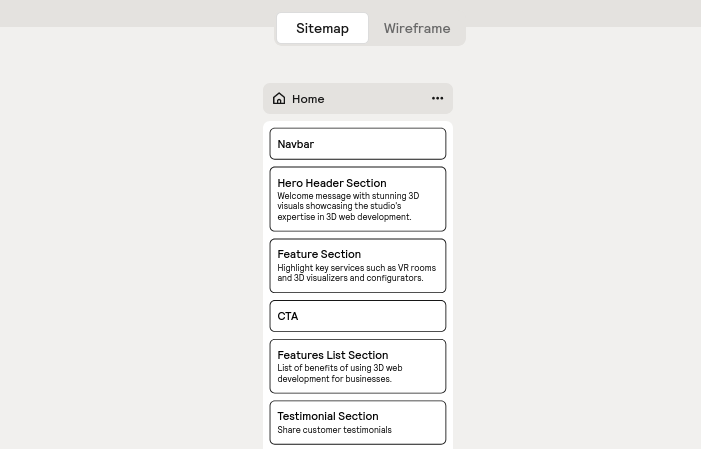 Sitemap
Wireframe
Home
Navbar
Hero Header Section
Welcome message with stunning 3D
visuals showcasing the studio's
expertise in 3D web development.
Feature Section
Highlight key services such as VR rooms
and 3D visualizers and configurators.
CTA
Features List Section
List of benefits of using 3D web
development for businesses.
Testimonial Section
Share customer testimonials